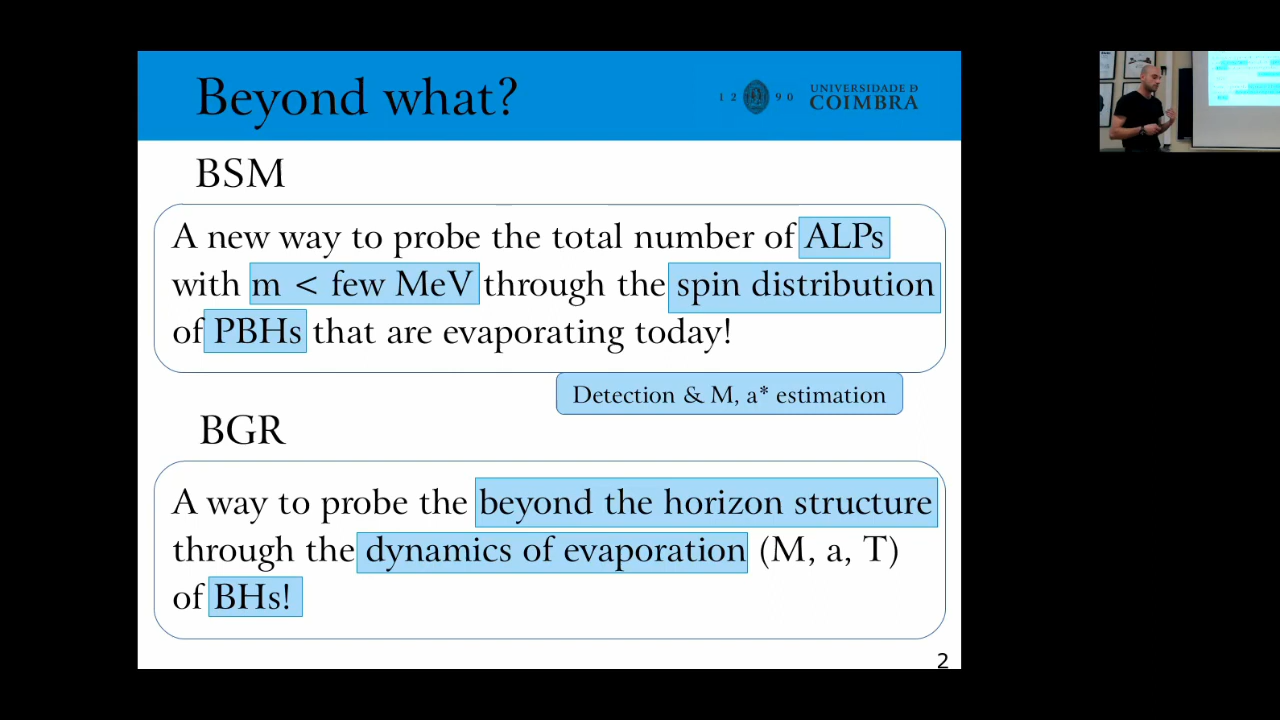 Beyond what?
1 2 9 0
UNIVERSIDADE D
COIMBRA
BSM
A new way to probe the total number of ALPs
with m < few MeV through the spin distribution
of PBHs that are evaporating today!
Detection & M, a* estimation
BGR
A way to probe the beyond the horizon structure
through the dynamics of evaporation (M, a, T)
of BHs!
2